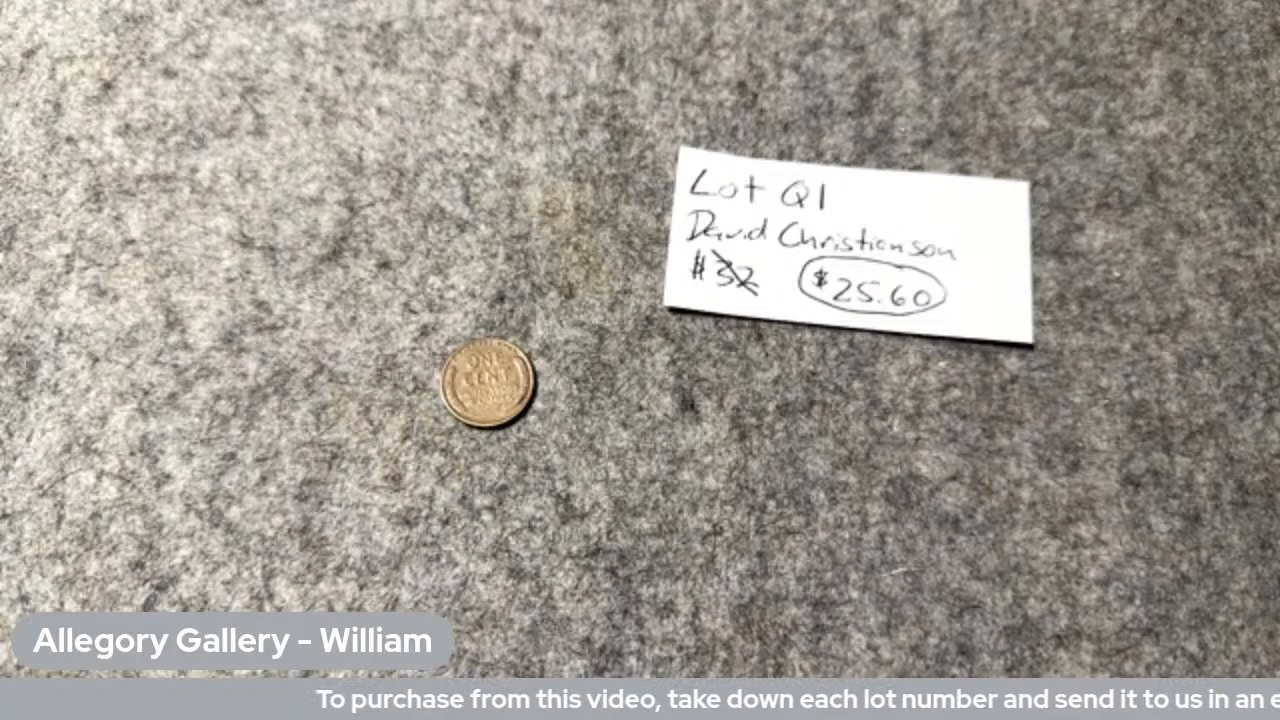 Lot Q1
David Christianson
$32 $25.60
ONE
CENT
Allegory Gallery - William
To purchase from this video, take down each lot number and send it to us in an e